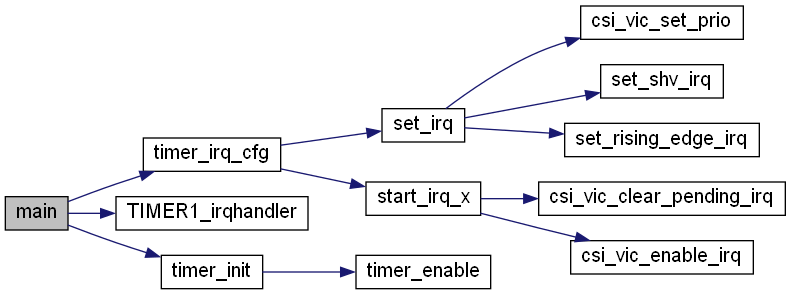 main
timer_irq_cfg
TIMER1_irqhandler
timer_init
set_irq
start_irq_x
timer_enable
csi_vic_set_prio
set_shv_irq
set_rising_edge_irq
csi_vic_clear_pending_irq
csi_vic_enable_irq